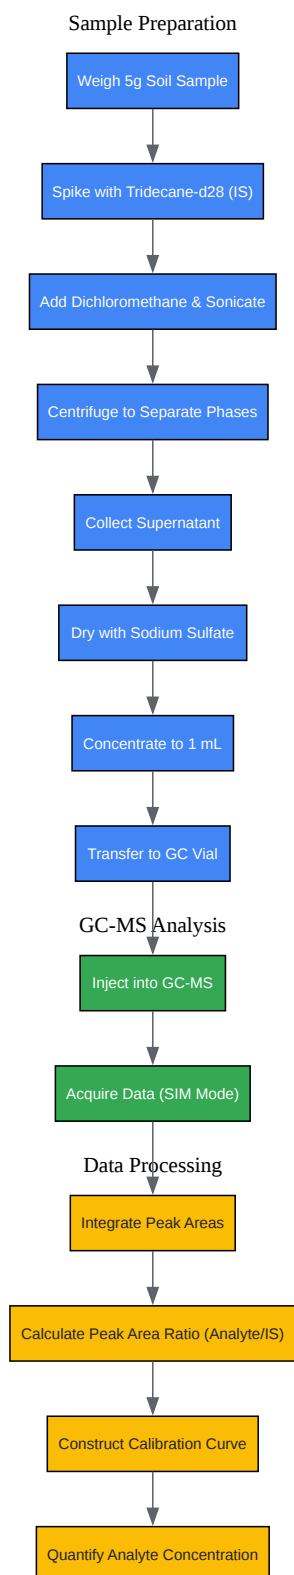 Sample Preparation
Weigh 5g Soil Sample
Spike with Tridecane-d28 (IS)
Add Dichloromethane & Sonicate
Centrifuge to Separate Phases
Collect Supernatant
Dry with Sodium Sulfate
Concentrate to 1 mL
Transfer to GC Vial
GC-MS Analysis
Inject into GC-MS
Acquire Data (SIM Mode)
Data Processing
Integrate Peak Areas
Calculate Peak Area Ratio (Analyte/IS)
Construct Calibration Curve
Quantify Analyte Concentration